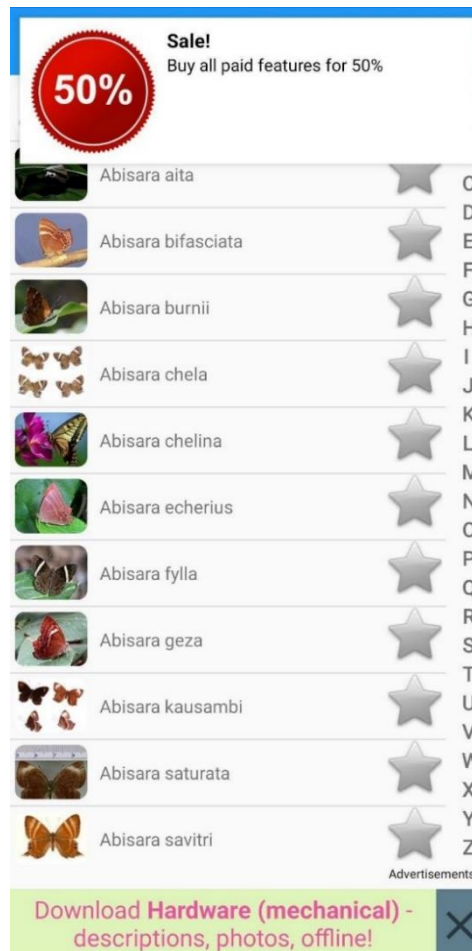 50%
Sale!
Buy all paid features for 50%
Abisara aita
Abisara bifasciata
Abisara burnii
Abisara chela
Abisara chelina
Abisara echerius
Abisara fylla
Abisara geza
Abisara kausambi
Abisara saturata
Abisara savitri
D
E
F
G
H
I
J
K
L
M
N
O
P
Q
R
S
T
U
V
W
X
Y
Z
Advertisements
Download Hardware (mechanical) -
descriptions, photos, offline!